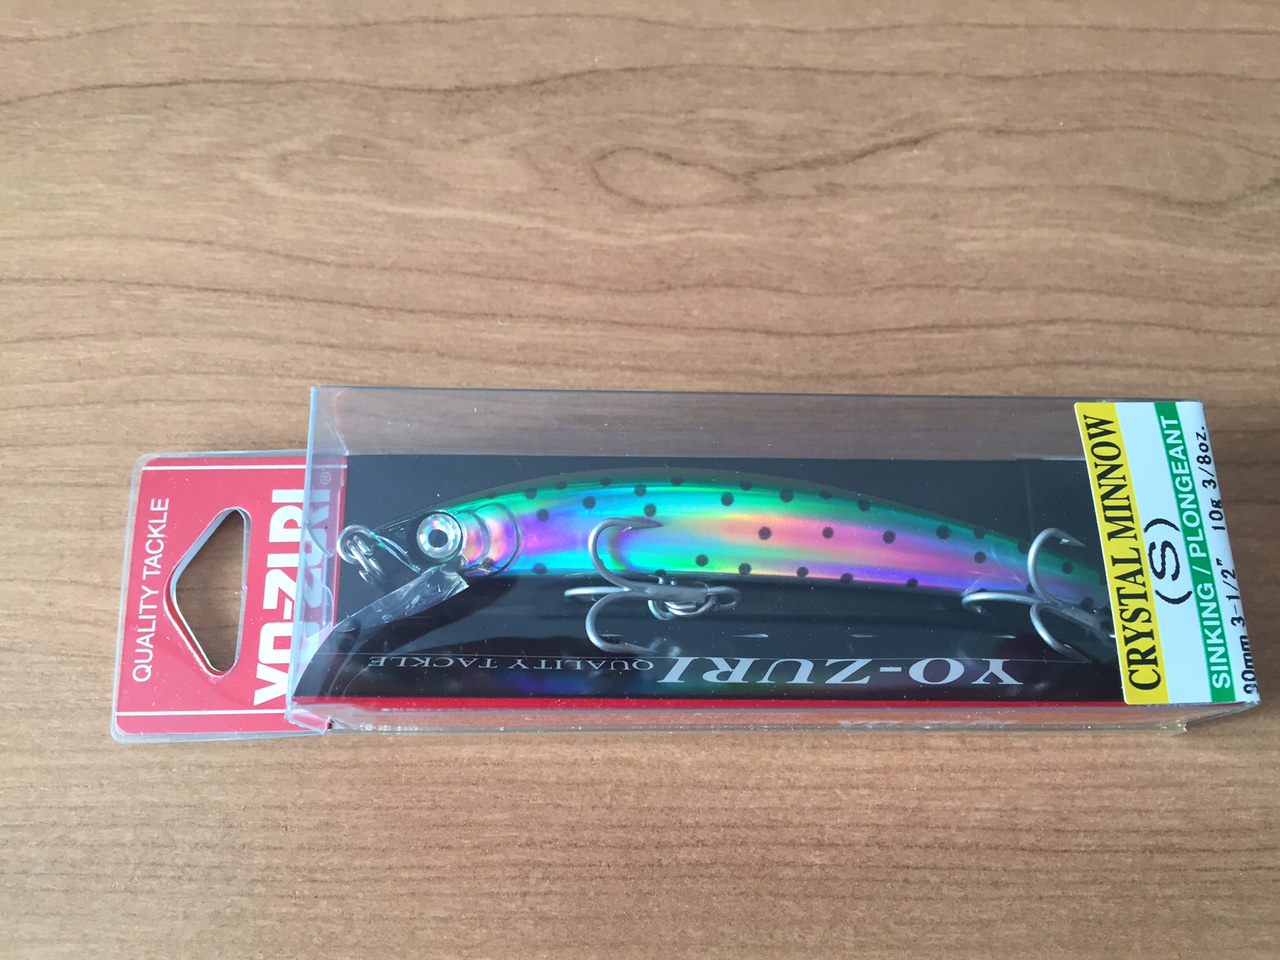 QUALITY TACKLE
YO-ZURI®
YO-ZURI
QUALITY TACKLE
CRYSTAL MINNOW
(S)
SINKING / PLONGEANT
90mm 3-1/2" 10g 3/8oz.